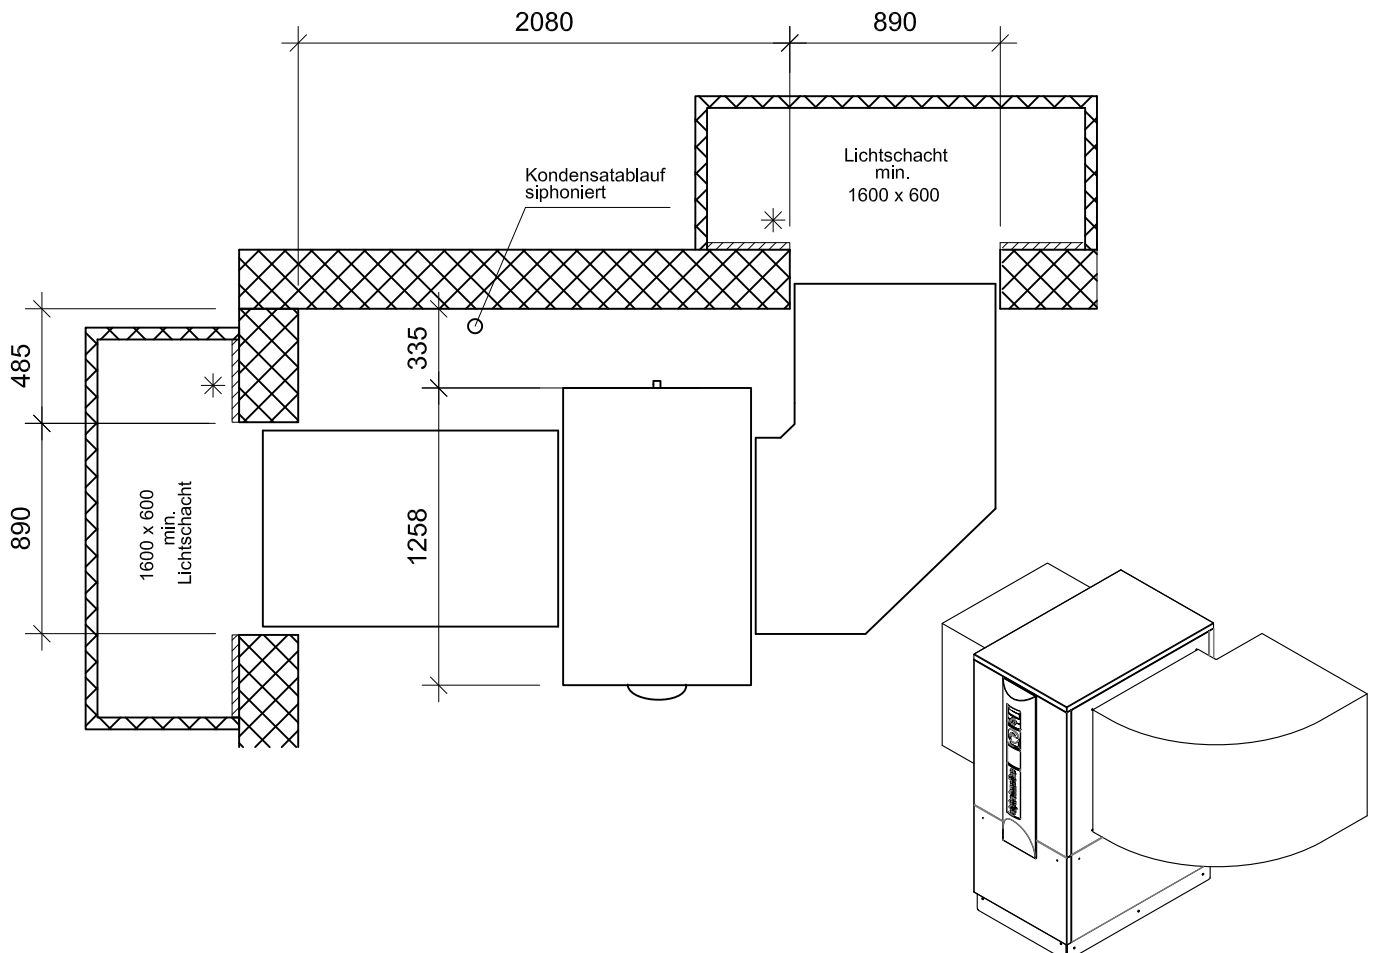 2080
890
Lichtschacht
min.
1600 x 600
Kondensatablauf
siphoniert
485
335
890
1600 x 600
min.
Lichtschacht
1258